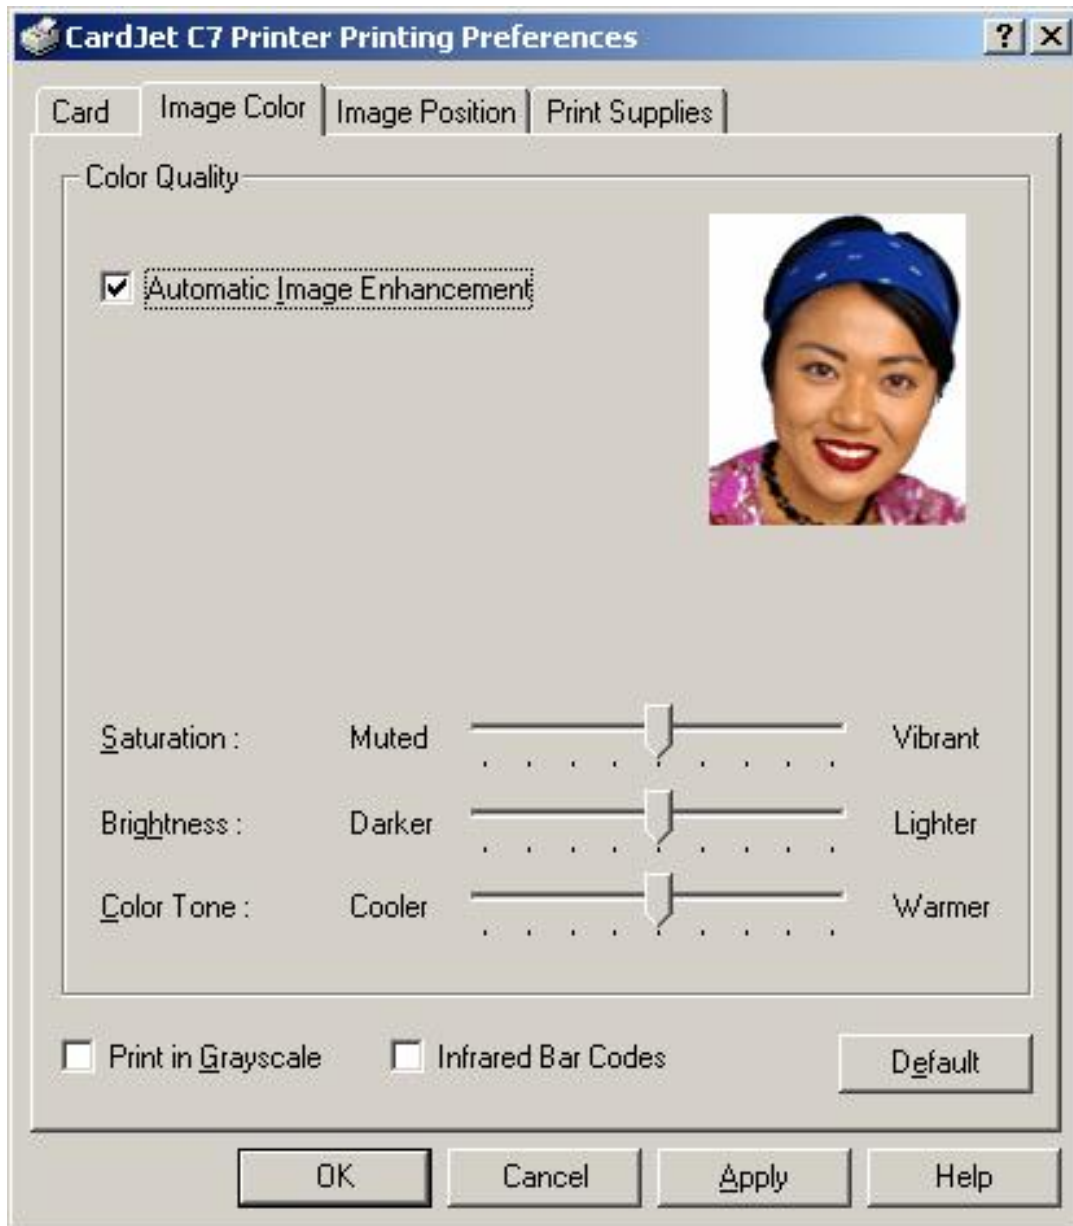 CardJet C7 Printer Printing Preferences ? X
Card Image Color Image Position Print Supplies
Color Quality
Automatic Image Enhancement
Saturation : Muted Vibrant
Brightness : Darker Lighter
Color Tone : Cooler Warmer
Print in Grayscale Infrared Bar Codes Default
OK Cancel Apply Help